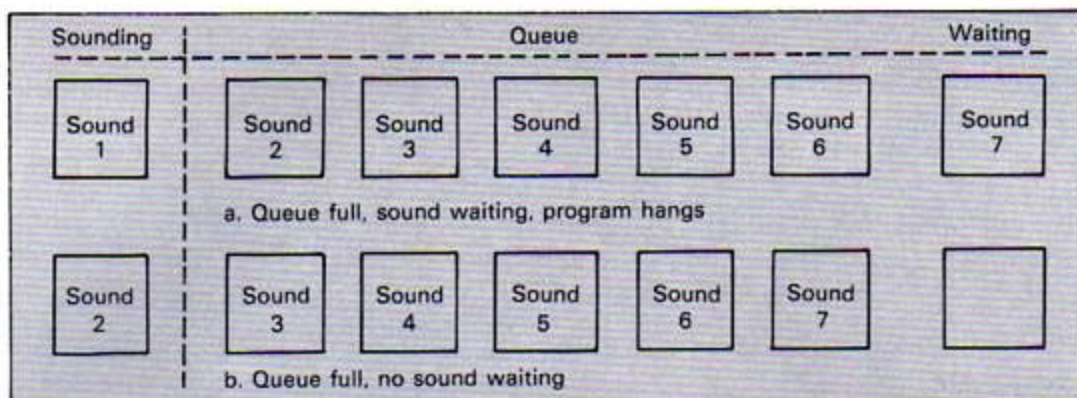 Sounding Queue Waiting
Sound 1
Sound 2
Sound 3
Sound 4
Sound 5
Sound 6
Sound 7
a. Queue full, sound waiting, program hangs
Sound 2
Sound 3
Sound 4
Sound 5
Sound 6
Sound 7
b. Queue full, no sound waiting